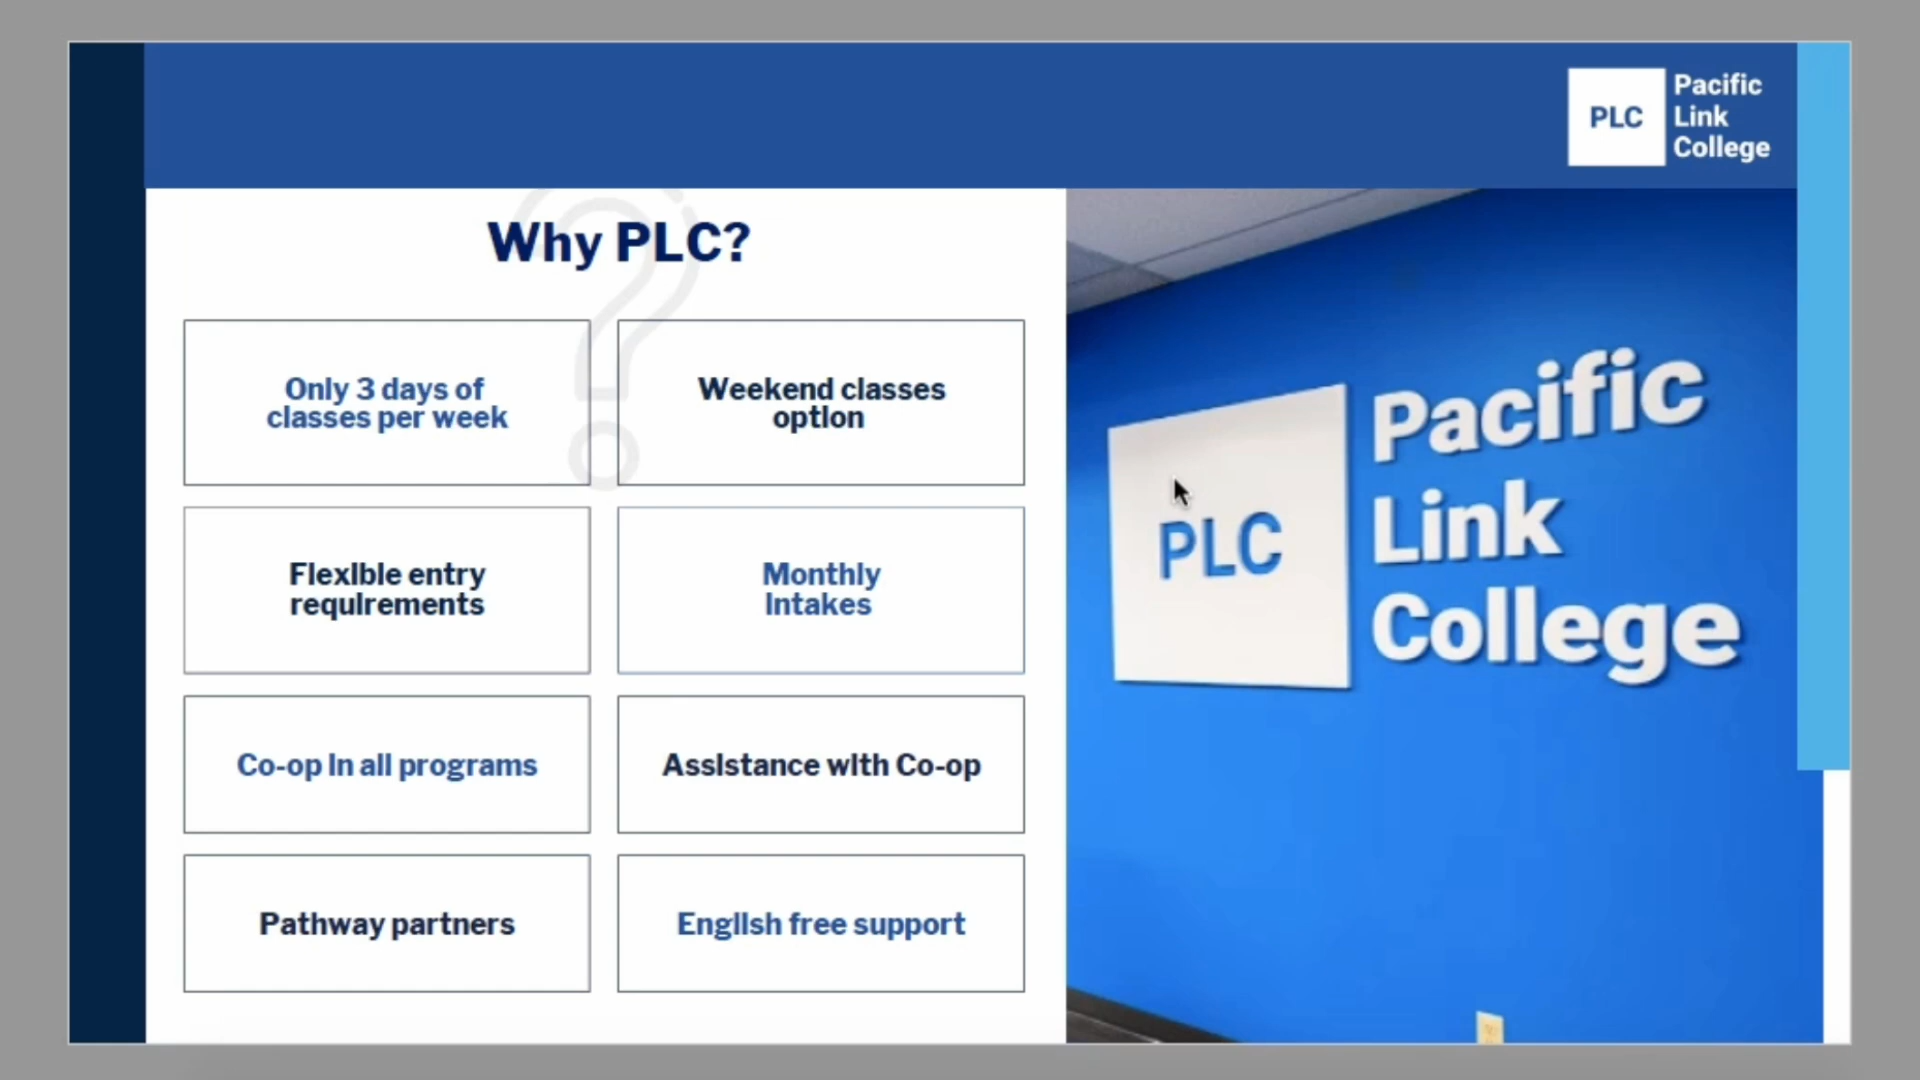 PLC
Pacific
Link
College
Why PLC?
Only 3 days of
classes per week
Weekend classes
option
Flexible entry
requirements
Monthly
Intakes
Co-op in all programs
Assistance with Co-op
Pathway partners
English free support
PLC
Pacific
Link
College